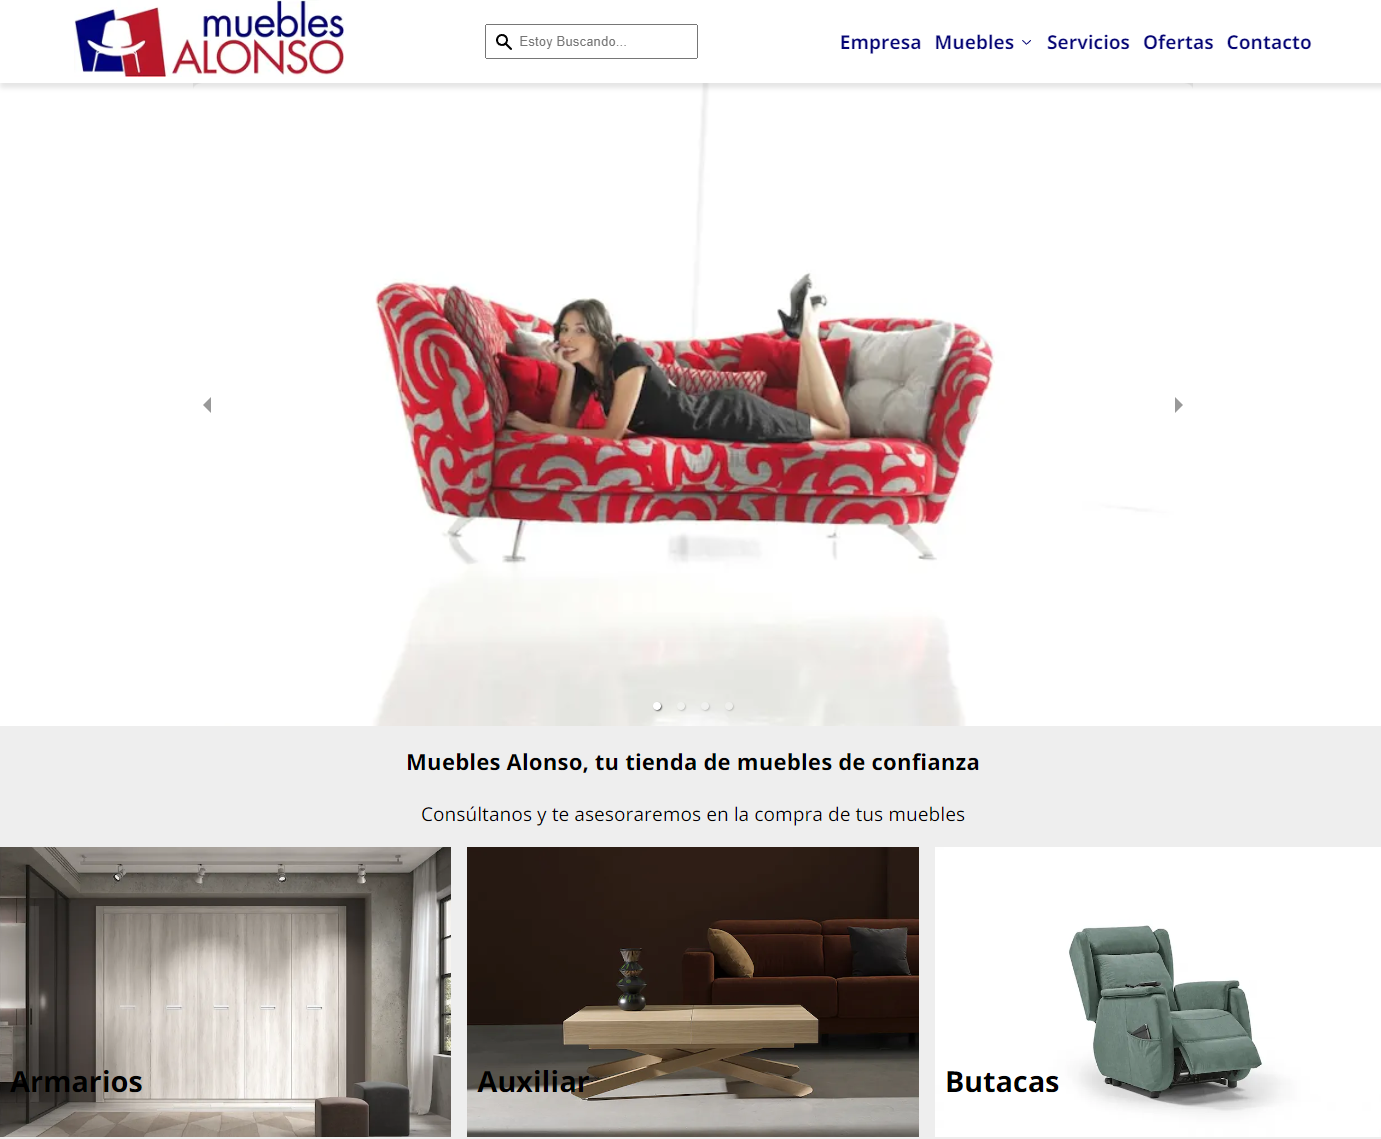 muebles
ALONSO
Estoy Buscando...
Empresa Muebles Servicios Ofertas Contacto
Muebles Alonso, tu tienda de muebles de confianza
Consúltanos y te asesoraremos en la compra de tus muebles
Armarios
Auxiliar
Butacas